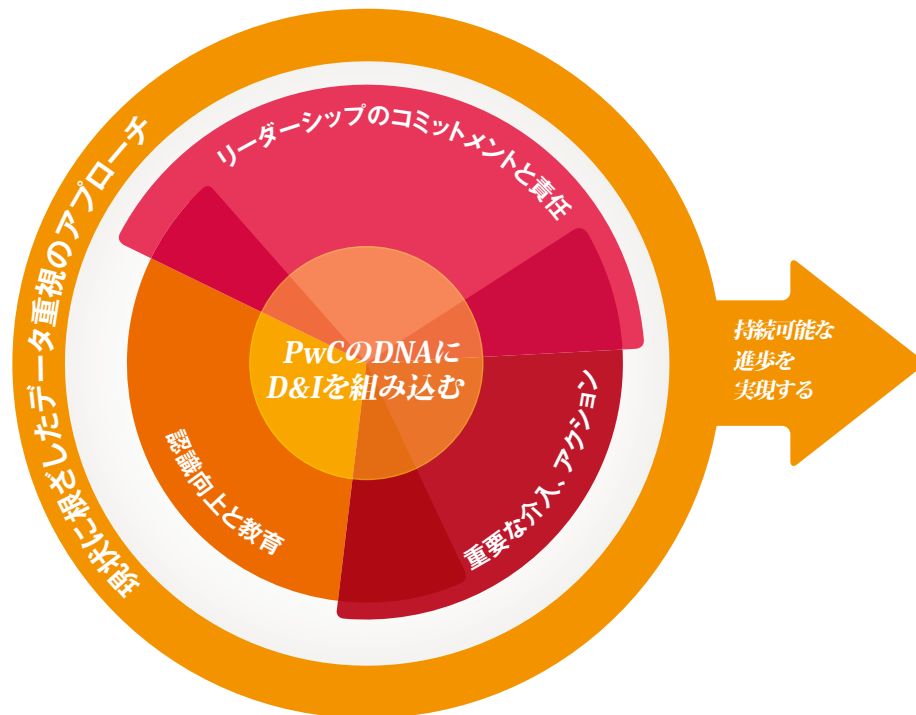 現状に根ざしたデータ重視のアプローチ
リーダーシップのコミットメントと責任
PwCのDNAに
D&Iを組み込む
認識向上と教育
重要な介入、アクション
持続可能な
進歩を
実現する